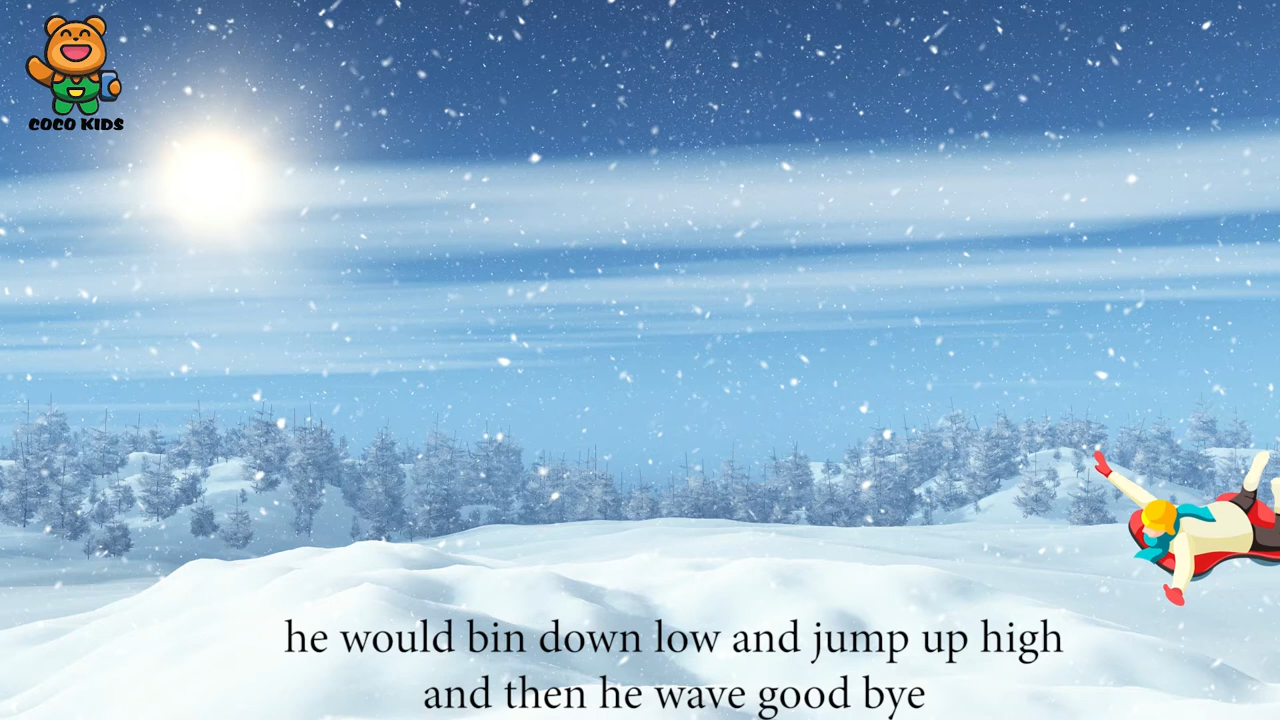 COCO KIDS
he would bin down low and jump up high
and then he wave good bye